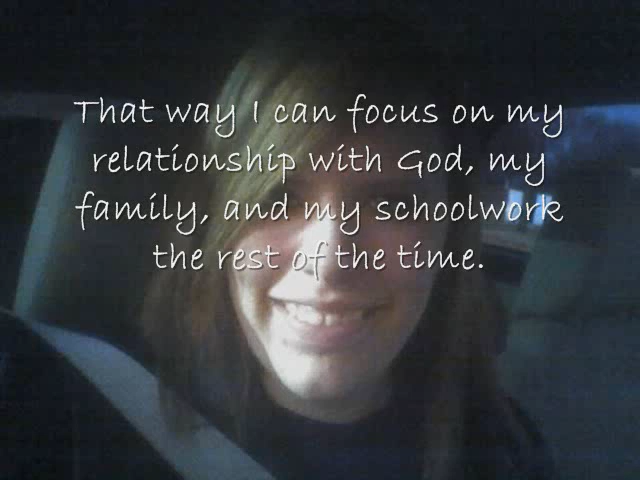 That way I can focus on my
relationship with God, my
family, and my schoolwork
the rest of the time.